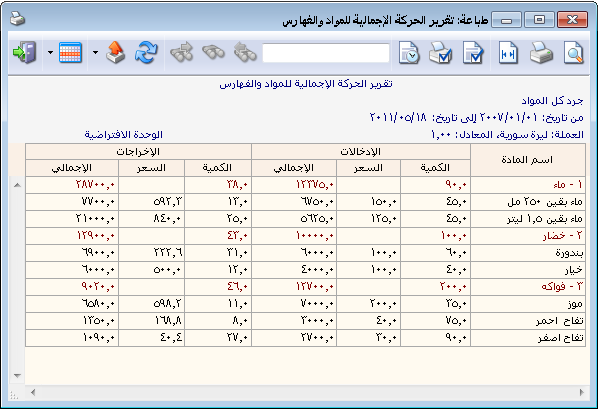 طباعة: تقرير الحركة الإجمالية للمواد والفهارس
تقرير الحركة الإجمالية للمواد والفهارس
جرد كل المواد
من تاريخ: ٢٠٠٧/٠١/٠١ إلى تاريخ: ٢٠١١/٠٥/١٨
العملة: ليرة سورية, المعادل: ١,٠٠ الوحدة الافتراضية
اسم المادة الإدخالات الإخراجات
الكمية السعر الإجمالي الكمية السعر الإجمالي
١ - ماء ٩٠,٠ ١٢٣٧٥,٠ ٣٨,٠ ٢٨٧٠٠,٠
ماء بقين ٢٥٠ مل ٤٥,٠ ١٥٠,٠ ٦٧٥٠,٠ ١٣,٠ ٥٩٢,٣ ٧٧٠٠,٠
ماء بقين ١,٥ ليتر ٤٥,٠ ١٢٥,٠ ٥٦٢٥,٠ ٢٥,٠ ٨٤٠,٠ ٢١٠٠٠,٠
٢ - خضار ١٠٠,٠ ١٠٠٠٠,٠ ٤٣,٠ ١٢٩٠٠,٠
بندورة ٦٠,٠ ١٠٠,٠ ٦٠٠٠,٠ ٣١,٠ ٢٢٢,٦ ٦٩٠٠,٠
خيار ٤٠,٠ ١٠٠,٠ ٤٠٠٠,٠ ١٢,٠ ٥٠٠,٠ ٦٠٠٠,٠
٣ - فواكه ٢٠٠,٠ ١٢٧٠٠,٠ ٤٦,٠ ٩٠٢٠,٠
موز ٣٥,٠ ٢٠٠,٠ ٧٠٠٠,٠ ١١,٠ ٥٩٨,٢ ٦٥٨٠,٠
تفاح احمر ٧٥,٠ ٤٠,٠ ٣٠٠٠,٠ ٨,٠ ١٦٨,٨ ١٣٥٠,٠
تفاح اصفر ٩٠,٠ ٣٠,٠ ٢٧٠٠,٠ ٢٧,٠ ٤٠,٤ ١٠٩٠,٠